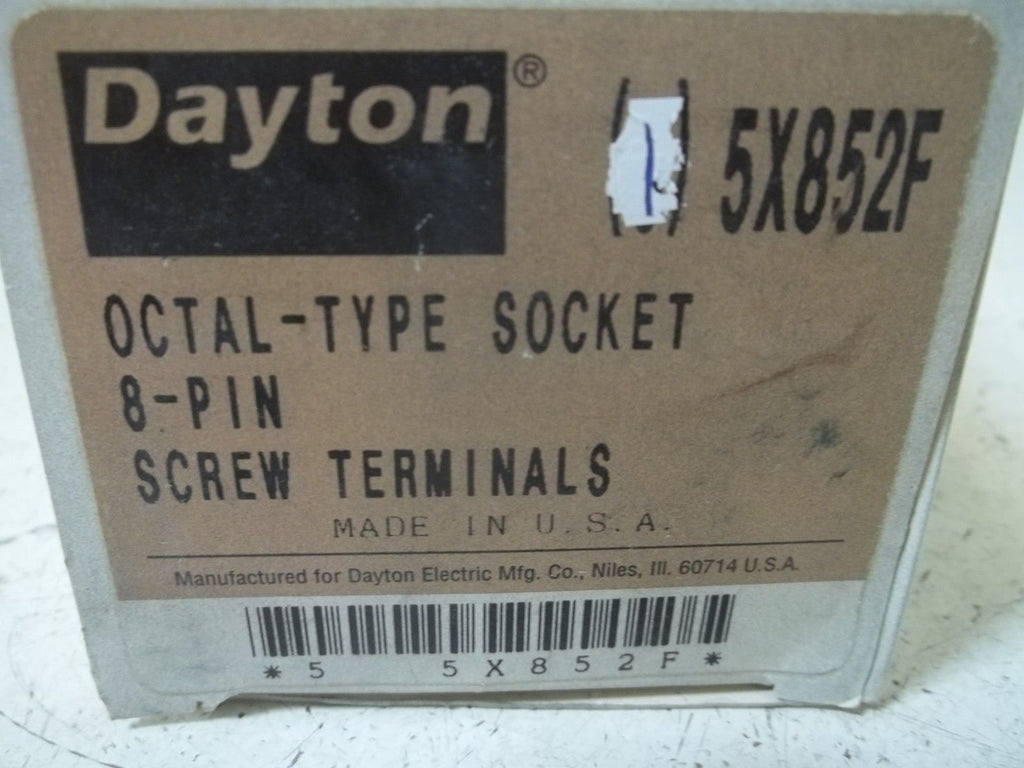 Dayton®
(1) 5X852F
OCTAL-TYPE SOCKET
8-PIN
SCREW TERMINALS
MADE IN U.S.A.
Manufactured for Dayton Electric Mfg. Co., Niles, Ill. 60714 U.S.A.
*5 5X852F*